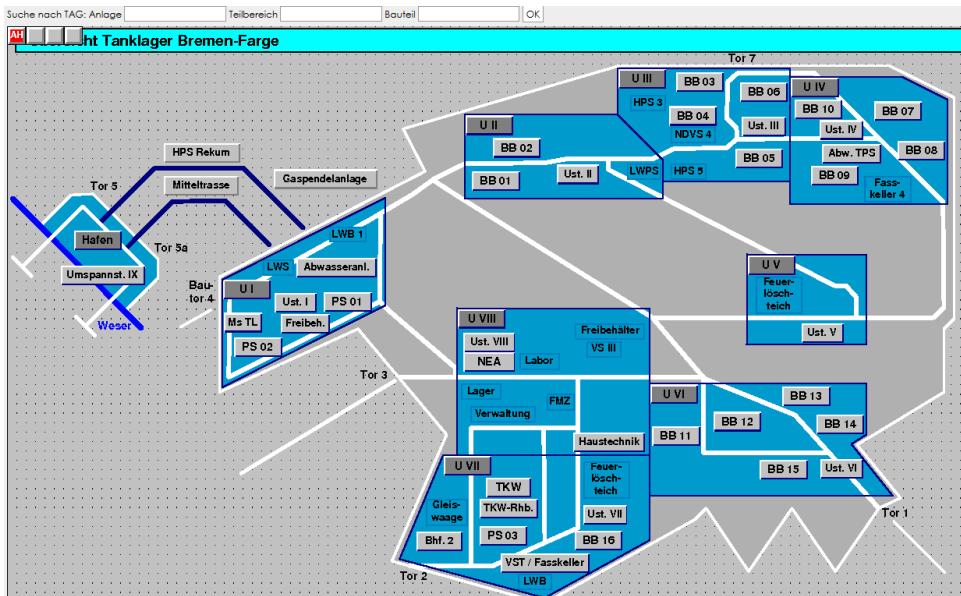 Suche nach TAG: Anlage Teilbereich Bauteil OK
AH
Übersicht Tanklager Bremen-Farge
Tor 7
U III
BB 03
BB 06
U IV
HPS 3
BB 04
BB 10
BB 07
NDVS 4
Ust. III
Ust. IV
U II
BB 02
BB 08
Abw. TPS
BB 05
BB 01
Ust. II
LWPS
HPS 5
BB 09
Fass-
keller 4
HPS Rekum
Mitteltrasse
Gaspendelanlage
Tor 5
Hafen
Tor 5a
Umspannst. IX
Weser
Bau-
tor 4
LWB 1
LWS
Abwasseranl.
U I
Ust. I
PS 01
Ms TL
Freibeh.
PS 02
U V
Feuer-
lösch-
teich
Ust. V
U VIII
Freibehälter
Ust. VIII
VS III
NEA
Labor
Tor 3
Lager
FMZ
Verwaltung
Haustechnik
U VI
BB 13
BB 12
BB 14
BB 11
BB 15
Ust. VI
Tor 1
U VII
Feuer-
lösch-
teich
TKW
Gleis-
waage
TKW-Rhb.
Ust. VII
Bhf. 2
PS 03
BB 16
VST / Fasskeller
Tor 2
LWB